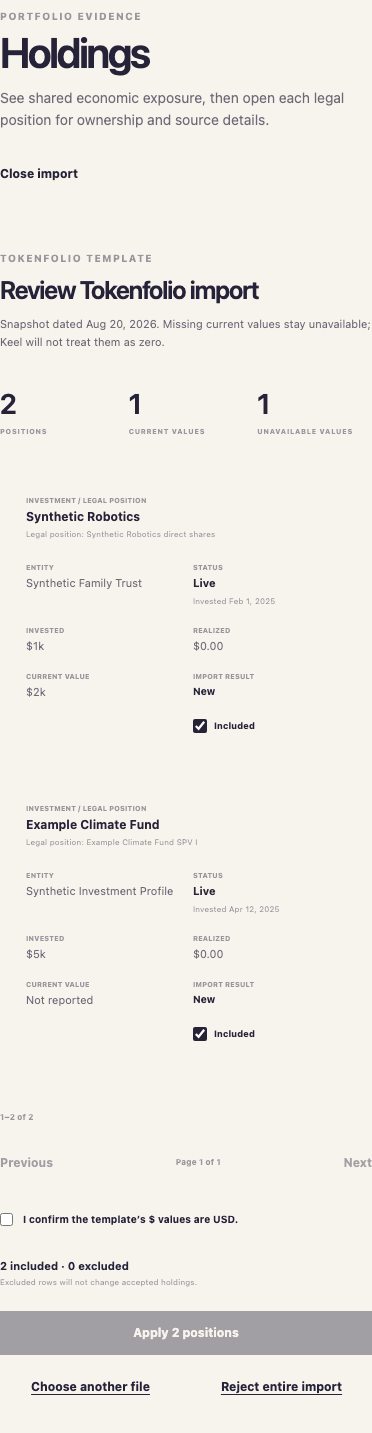 PORTFOLIO EVIDENCE
Holdings
See shared economic exposure, then open each legal
position for ownership and source details.
Close import
TOKENFOLIO TEMPLATE
Review Tokenfolio import
Snapshot dated Aug 20, 2026. Missing current values stay unavailable;
Keel will not treat them as zero.
2 1 1
POSITIONS CURRENT VALUES UNAVAILABLE VALUES
INVESTMENT / LEGAL POSITION
Synthetic Robotics
Legal position: Synthetic Robotics direct shares
ENTITY STATUS
Synthetic Family Trust Live
Invested Feb 1, 2025
INVESTED REALIZED
$1k $0.00
CURRENT VALUE IMPORT RESULT
$2k New
Included
INVESTMENT / LEGAL POSITION
Example Climate Fund
Legal position: Example Climate Fund SPV I
ENTITY STATUS
Synthetic Investment Profile Live
Invested Apr 12, 2025
INVESTED REALIZED
$5k $0.00
CURRENT VALUE IMPORT RESULT
Not reported New
Included
1–2 of 2
Previous Page 1 of 1 Next
I confirm the template's $ values are USD.
2 included · 0 excluded
Excluded rows will not change accepted holdings.
Apply 2 positions
Choose another file Reject entire import